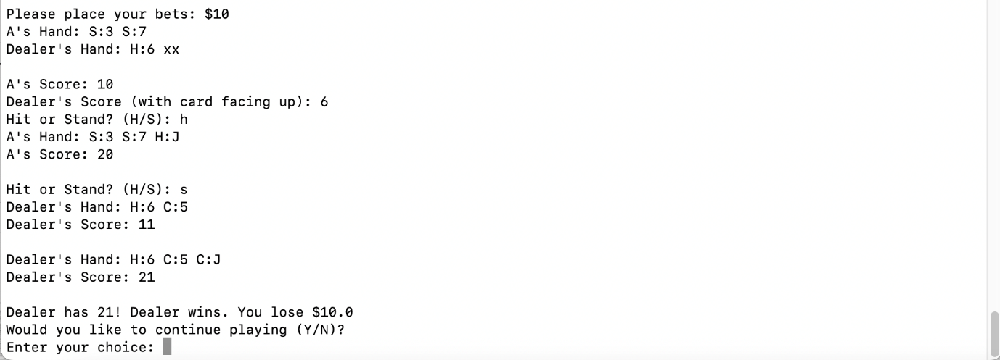 Please place your bets: $10
A's Hand: S:3 S:7
Dealer's Hand: H:6 xx
A's Score: 10
Dealer's Score (with card facing up): 6
Hit or Stand? (H/S): h
A's Hand: S:3 S:7 H:J
A's Score: 20
Hit or Stand? (H/S): s
Dealer's Hand: H:6 C:5
Dealer's Score: 11
Dealer's Hand: H:6 C:5 C:J
Dealer's Score: 21
Dealer has 21! Dealer wins. You lose $10.0
Would you like to continue playing (Y/N)?
Enter your choice: